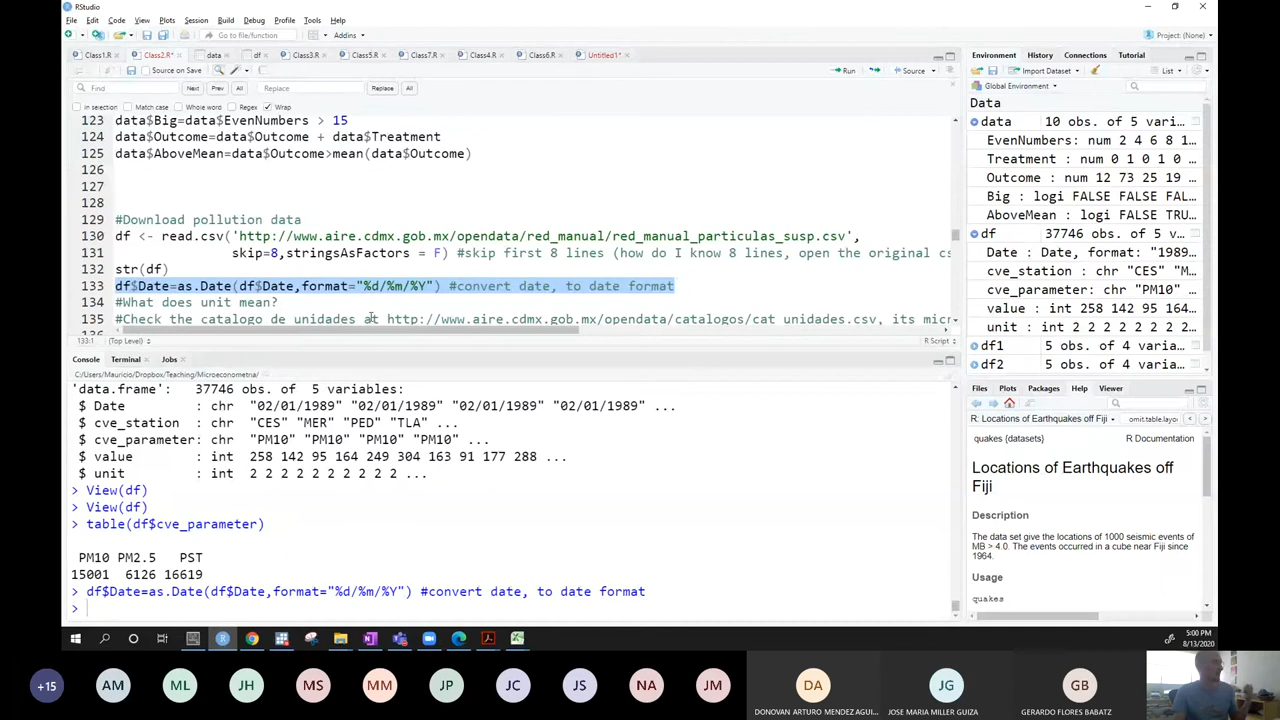 RStudio
File Edit Code View Plots Session Build Debug Profile Tools Help
Go to file/function Addins
Project: (None)
Class1.R Class2.R* data df Class3.R Class5.R Class7.R Class4.R Class6.R Untitled1*
Source on Save Run Source
Find Next Prev All Replace Replace All
In selection Match case Whole word Regex Wrap
123 data$Big=data$EvenNumbers > 15
124 data$Outcome=data$Outcome + data$Treatment
125 data$AboveMean=data$Outcome>mean(data$Outcome)
126
127
128
129 #Download pollution data
130 df <- read.csv('http://www.aire.cdmx.gob.mx/opendata/red_manual/red_manual_particulas_susp.csv',
131 skip=8,stringsAsFactors = F) #skip first 8 lines (how do I know 8 lines, open the original cs
132 str(df)
133 df$Date=as.Date(df$Date,format="%d/%m/%Y") #convert date, to date format
134 #What does unit mean?
135 #Check the catalogo de unidades at http://www.aire.cdmx.gob.mx/opendata/catalogos/cat_unidades.csv, its micr
133:1 (Top Level) R Script
Console Terminal Jobs
C:/Users/Mauricio/Dropbox/Teaching/Microeconometria/
'data.frame': 37746 obs. of 5 variables:
$ Date : chr "02/01/1989" "02/01/1989" "02/01/1989" "02/01/1989" ...
$ cve_station : chr "CES" "MER" "PED" "TLA" ...
$ cve_parameter: chr "PM10" "PM10" "PM10" "PM10" ...
$ value : int 258 142 95 164 249 304 163 91 177 288 ...
$ unit : int 2 2 2 2 2 2 2 2 2 2 ...
> View(df)
> View(df)
> table(df$cve_parameter)
PM10 PM2.5 PST
15001 6126 16619
> df$Date=as.Date(df$Date,format="%d/%m/%Y") #convert date, to date format
>
Environment History Connections Tutorial
Import Dataset List
Global Environment
Data
data 10 obs. of 5 vari...
EvenNumbers: num 2 4 6 8 1...
Treatment : num 0 1 0 1 0 ...
Outcome : num 12 73 25 19 ...
Big : logi FALSE FALSE FAL...
AboveMean : logi FALSE TRU...
df 37746 obs. of 5 vari...
Date : Date, format: "1989...
cve_station : chr "CES" "ME...
cve_parameter: chr "PM10" "...
value : int 258 142 95 164 ...
unit : int 2 2 2 2 2 2 2 2 ...
df1 5 obs. of 4 variab...
df2 5 obs. of 4 variab...
Files Plots Packages Help Viewer
R: Locations of Earthquakes off Fiji omit.table.layo
quakes {datasets} R Documentation
Locations of Earthquakes off
Fiji
Description
The data set give the locations of 1000 seismic events of
MB > 4.0. The events occurred in a cube near Fiji since
1964.
Usage
quakes
5:00 PM
8/13/2020
+15 AM ML JH MS MM JP JC JS NA JM DA JG GB
DONOVAN ARTURO MENDEZ AGUI... JOSE MARIA MILLER GUIZA GERARDO FLORES BABATZ